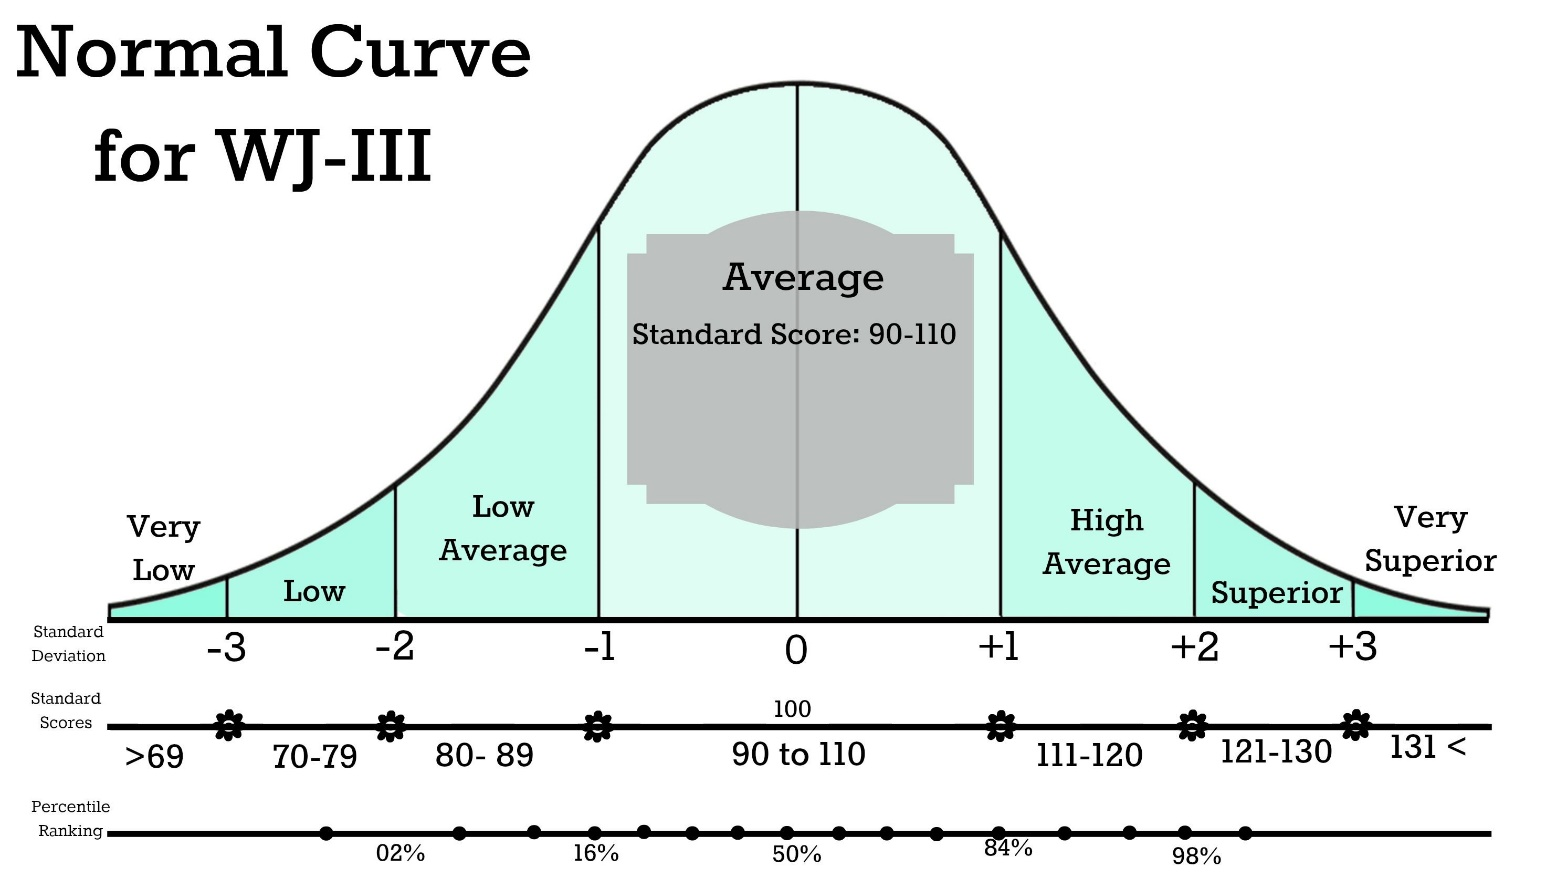 Normal Curve
for WJ-III
Average
Standard Score: 90-110
Very
Low
Low
Low
Average
High
Average
Superior
Very
Superior
Standard
Deviation
-3 -2 -1 0 +1 +2 +3
Standard
Scores
100
>69 70-79 80- 89 90 to 110 111-120 121-130 131 <
Percentile
Ranking
02% 16% 50% 84% 98%